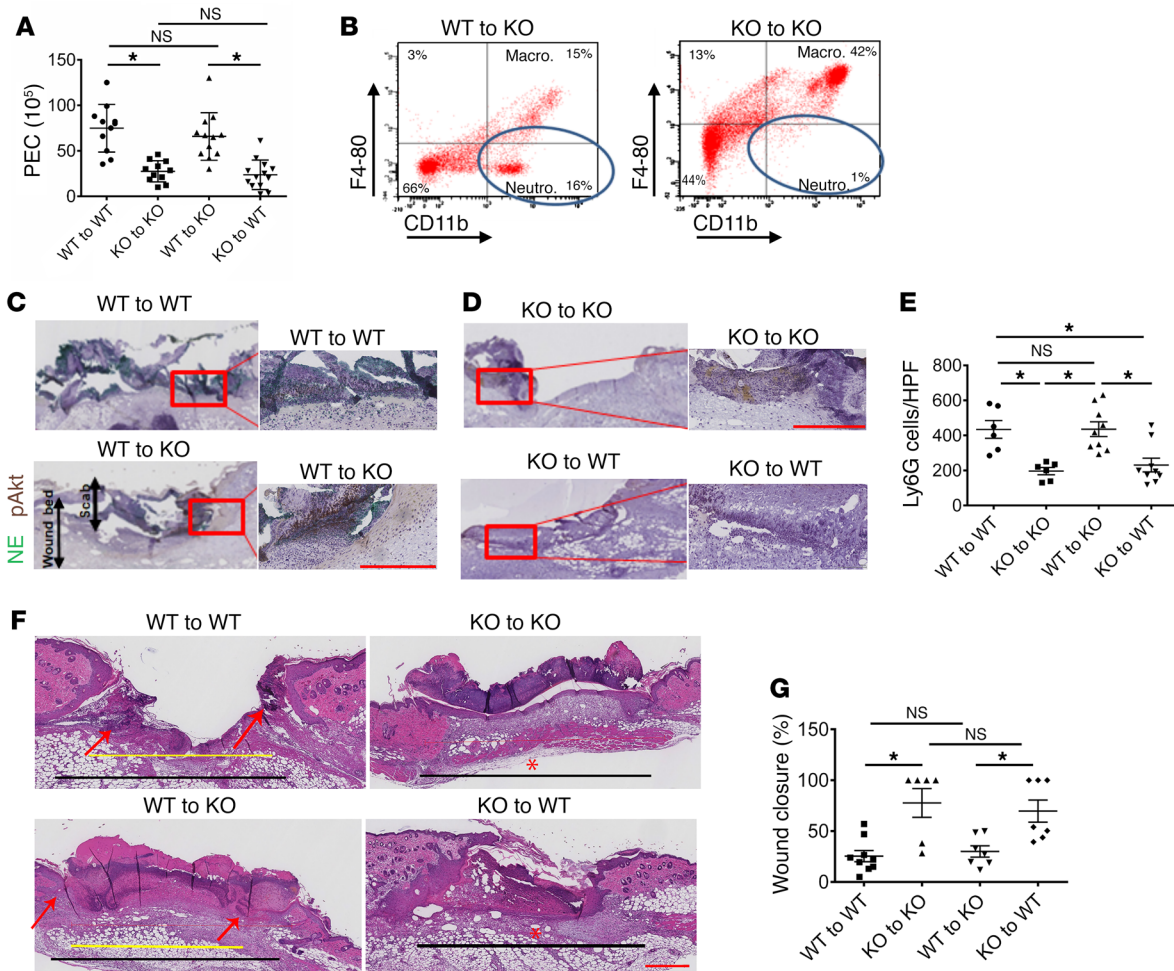 A
NS
NS
*
*
PEC (10⁵)
150
100
50
0
WT to WT
KO to KO
WT to KO
KO to WT
B
WT to KO
3%
Macro. 15%
F4-80
66%
Neutro. 16%
CD11b
KO to KO
13%
Macro. 42%
F4-80
44%
Neutro. 1%
CD11b
C
WT to WT
WT to WT
WT to KO
WT to KO
Scab
Wound bed
NE pAkt
D
KO to KO
KO to KO
KO to WT
KO to WT
E
*
NS
*
*
*
Ly6G cells/HPF
800
600
400
200
0
WT to WT
KO to KO
WT to KO
KO to WT
F
WT to WT
KO to KO
*
WT to KO
KO to WT
*
G
NS
NS
*
*
Wound closure (%)
150
100
50
0
WT to WT
KO to KO
WT to KO
KO to WT